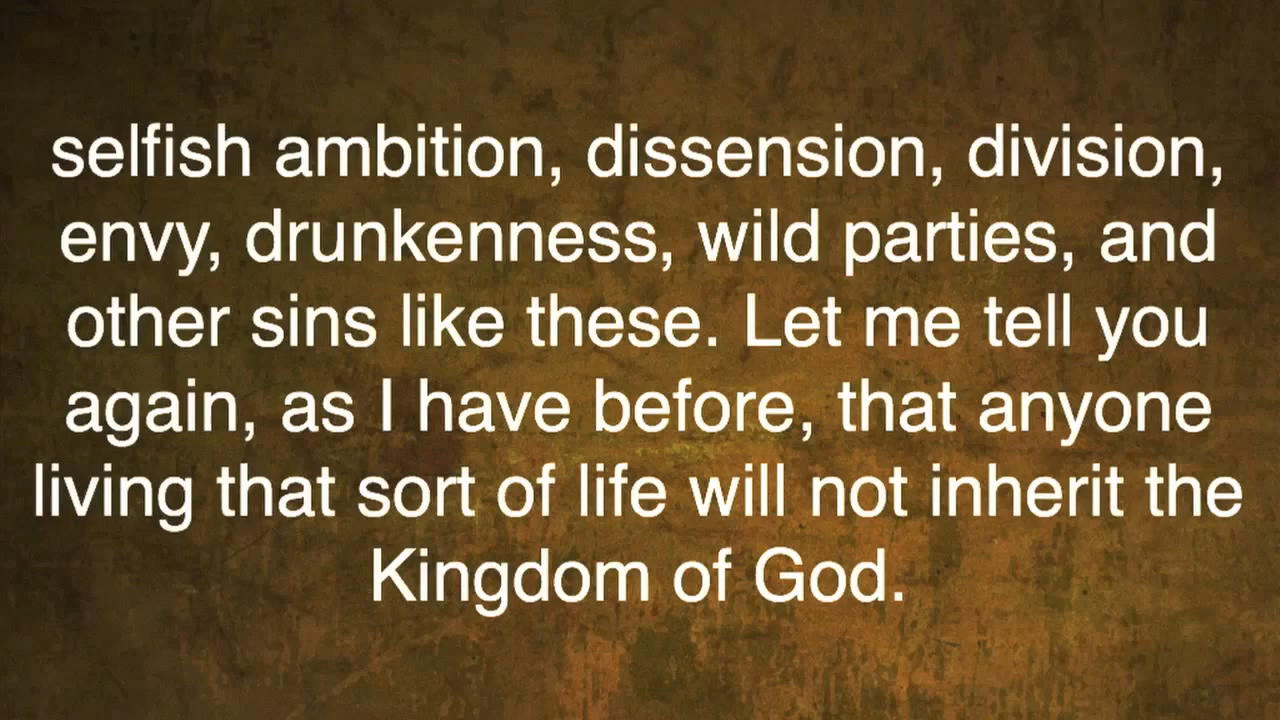 selfish ambition, dissension, division,
envy, drunkenness, wild parties, and
other sins like these. Let me tell you
again, as I have before, that anyone
living that sort of life will not inherit the
Kingdom of God.